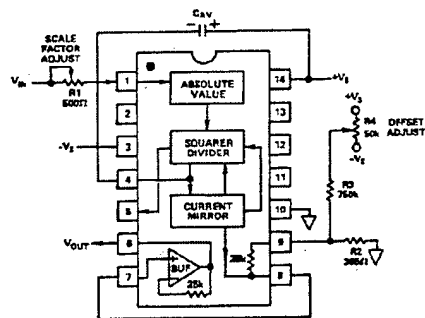 CAV
− +
SCALE
FACTOR
ADJUST
VIN
R1
500Ω
1
2
−VS
3
4
5
VOUT
6
7
ABSOLUTE
VALUE
SQUARER
DIVIDER
CURRENT
MIRROR
BUF
25k
25k
14
+VS
13
12
11
10
9
8
+VS
R4
50k
OFFSET
ADJUST
−VS
R3
750k
R2